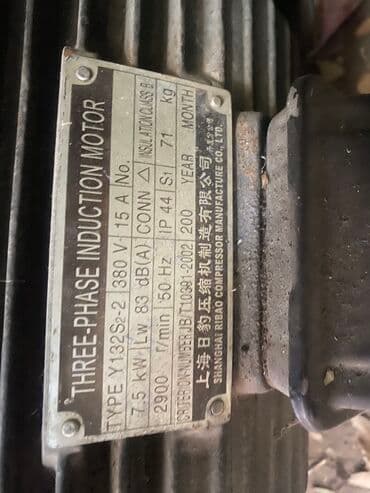 THREE-PHASE INDUCTION MOTOR
TYPE Y132S2-2 380 V 15 A No.
7.5 kW Lw 83 dB(A) CONN △ INSULATION CLASS B
2900 r/min 50 Hz IP 44 S1 71 kg
CRITERION NUMBER JB/T10391-2002 200 YEAR MONTH
上海日豹压缩机制造有限公司
SHANGHAI RIBAO COMPRESSOR MANUFACTURE CO., LTD.